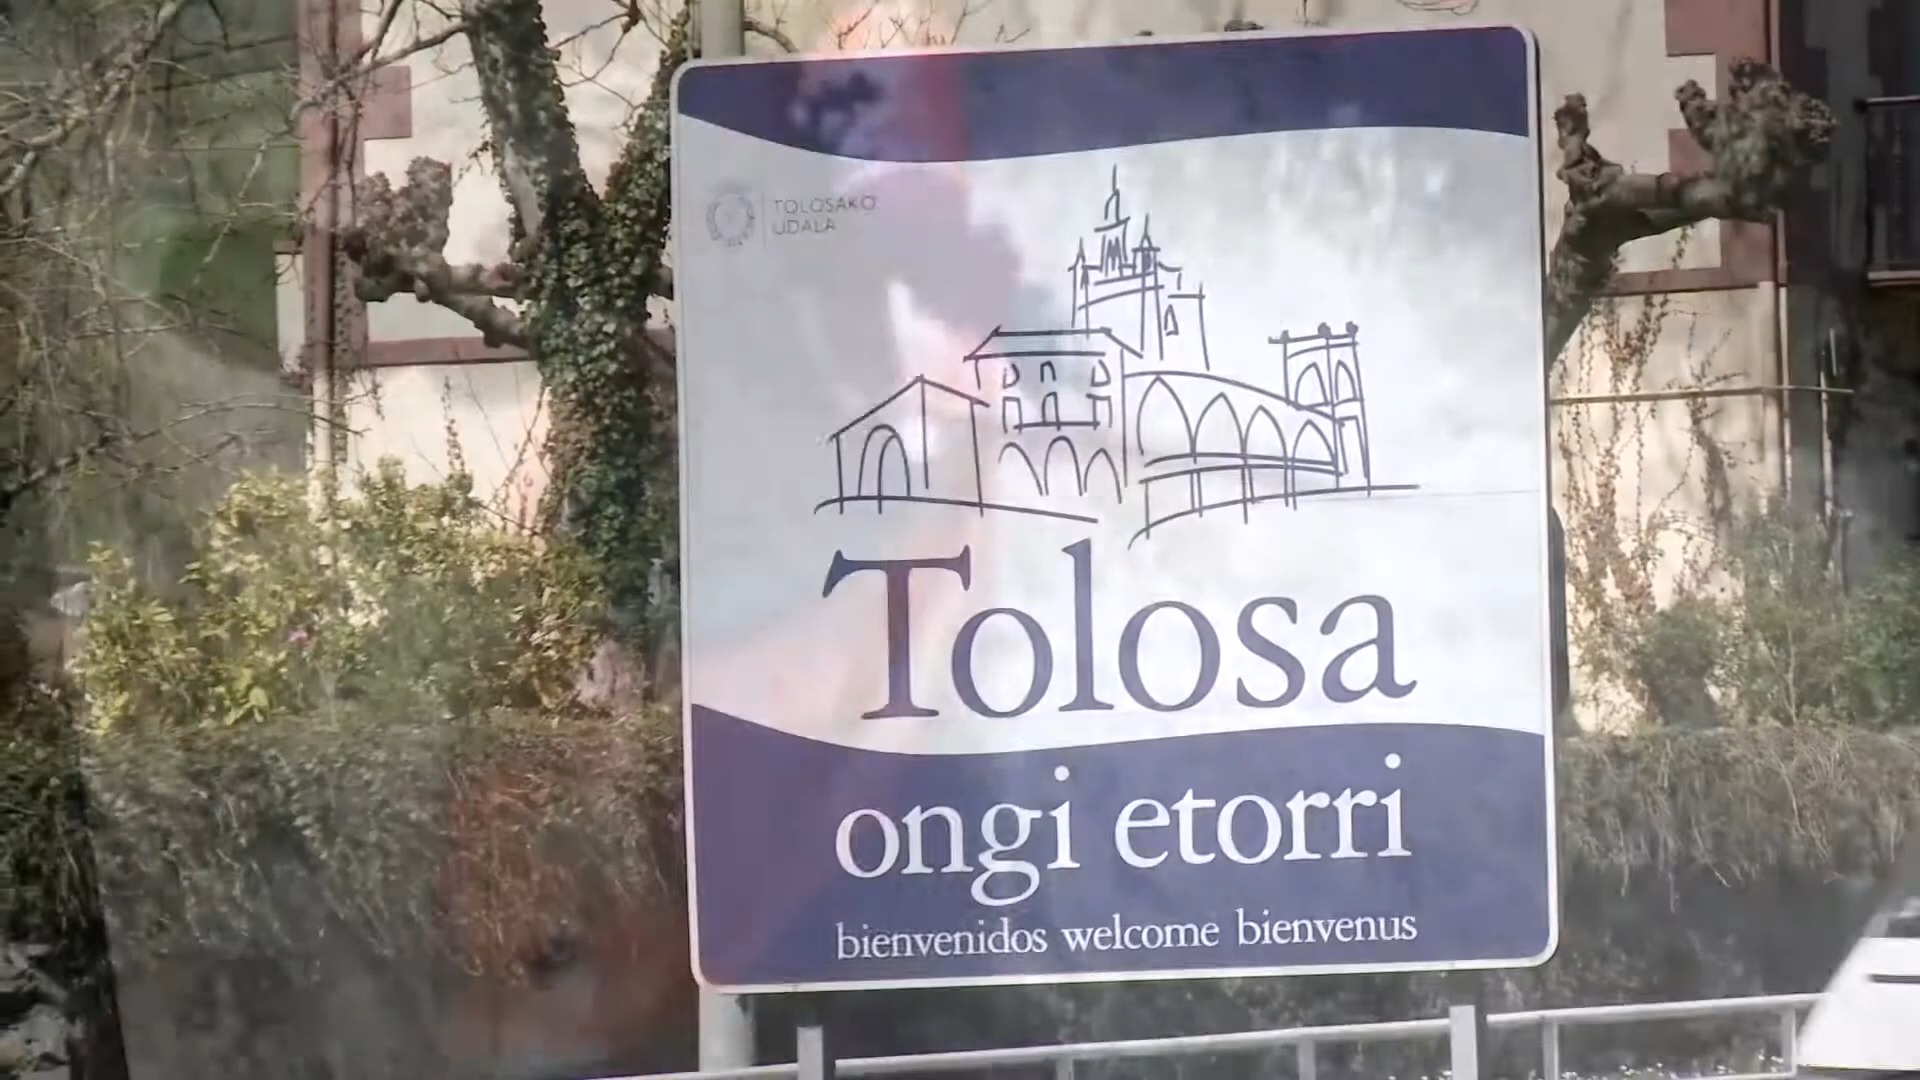 TOLOSAKO
UDALA
Tolosa
ongi etorri
bienvenidos welcome bienvenus